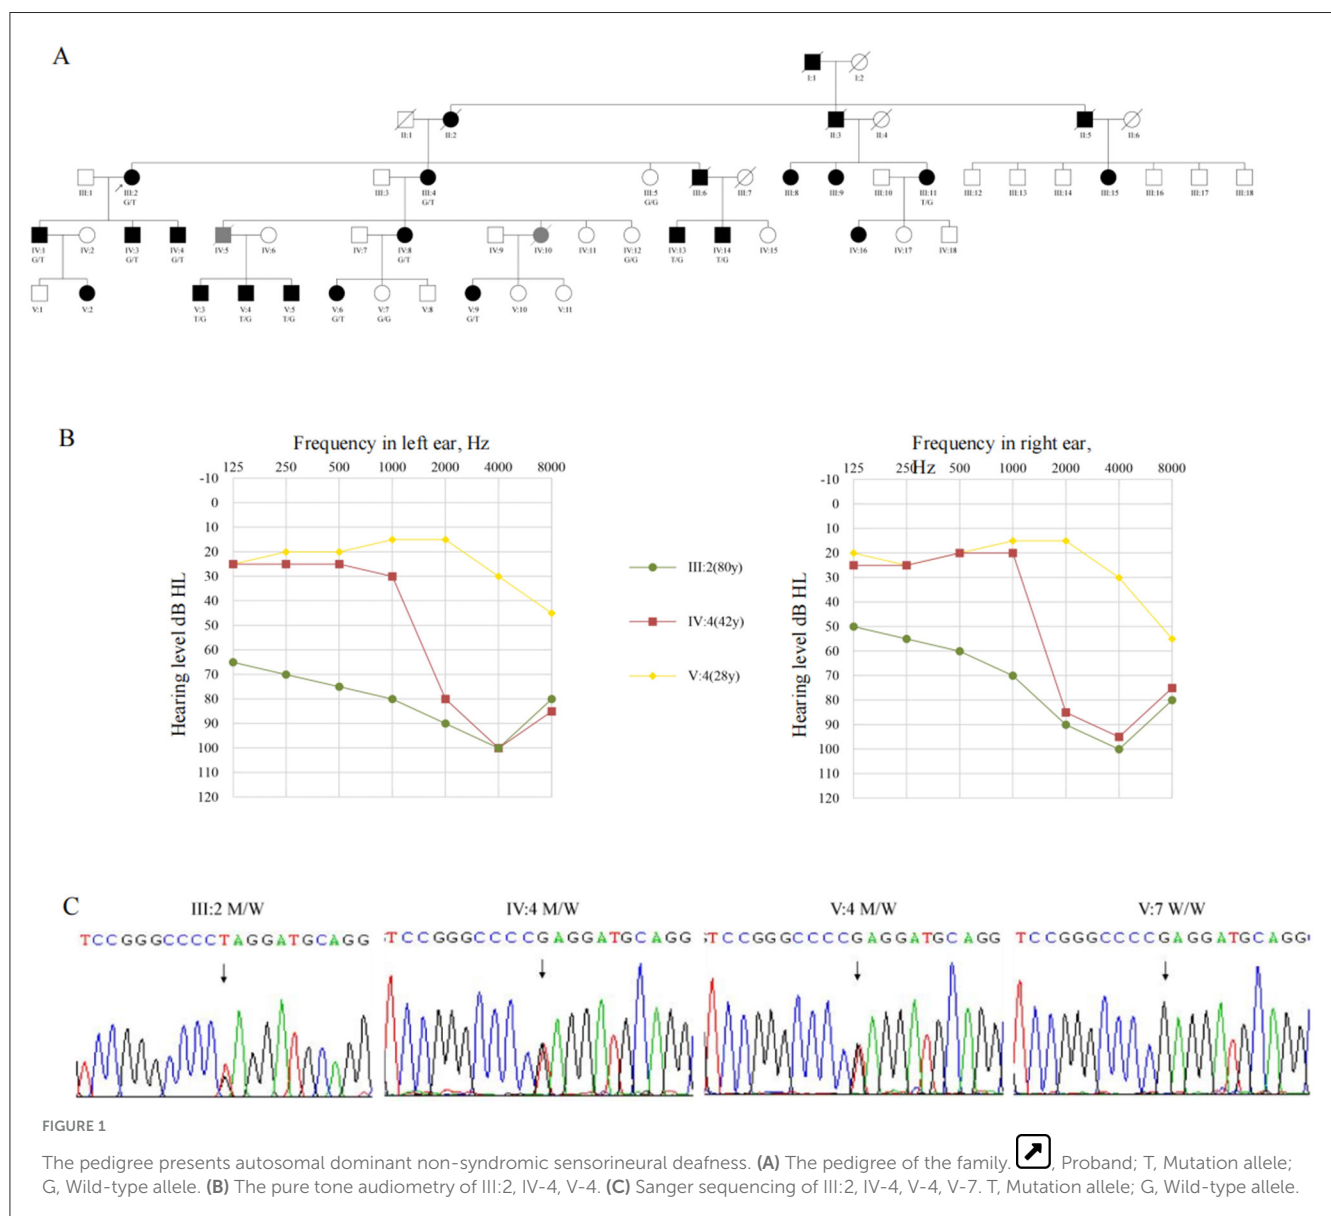 A
I:1 I:2
II:1 II:2 II:3 II:4 II:5 II:6
III:1 III:2 III:3 III:4 III:5 III:6 III:7 III:8 III:9 III:10 III:11 III:12 III:13 III:14 III:15 III:16 III:17 III:18
G/T G/T G/G T/G
IV:1 IV:2 IV:3 IV:4 IV:5 IV:6 IV:7 IV:8 IV:9 IV:10 IV:11 IV:12 IV:13 IV:14 IV:15 IV:16 IV:17 IV:18
G/T G/T G/T G/T G/G T/G T/G
V:1 V:2 V:3 V:4 V:5 V:6 V:7 V:8 V:9 V:10 V:11
T/G T/G T/G G/T G/G G/T
B
Frequency in left ear, Hz
125 250 500 1000 2000 4000 8000
-10
0
10
20
30
40
50
60
70
80
90
100
110
120
Hearing level dB HL
III:2(80y)
IV:4(42y)
V:4(28y)
Frequency in right ear,
Hz
125 250 500 1000 2000 4000 8000
-10
0
10
20
30
40
50
60
70
80
90
100
110
120
Hearing level dB HL
C
III:2 M/W IV:4 M/W V:4 M/W V:7 W/W
TCCGGGCCCCTAGGATGCAGG TCCGGGCCCCGAGGATGCAGG TCCGGGCCCCGAGGATGCAGG TCCGGGCCCCGAGGATGCAGG
FIGURE 1
The pedigree presents autosomal dominant non-syndromic sensorineural deafness. (A) The pedigree of the family. , Proband; T, Mutation allele;
G, Wild-type allele. (B) The pure tone audiometry of III:2, IV-4, V-4. (C) Sanger sequencing of III:2, IV-4, V-4, V-7. T, Mutation allele; G, Wild-type allele.